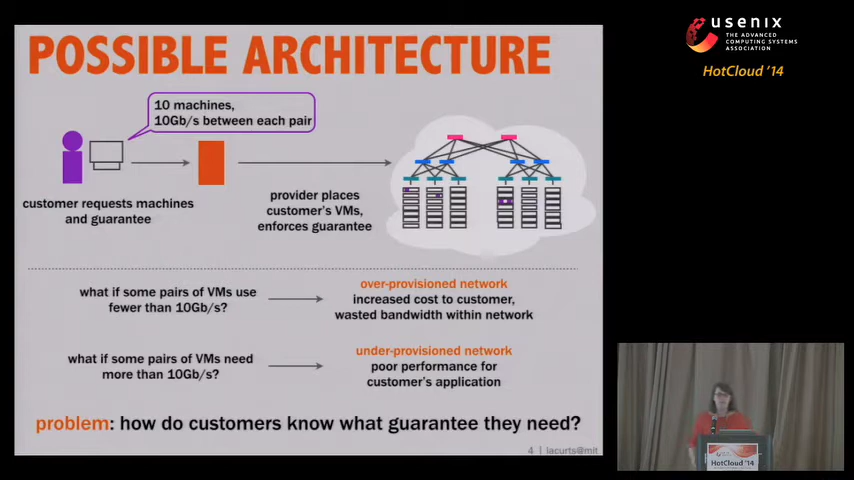 POSSIBLE ARCHITECTURE
10 machines,
10Gb/s between each pair
customer requests machines
and guarantee
provider places
customer's VMs,
enforces guarantee
what if some pairs of VMs use
fewer than 10Gb/s?
over-provisioned network
increased cost to customer,
wasted bandwidth within network
what if some pairs of VMs need
more than 10Gb/s?
under-provisioned network
poor performance for
customer's application
problem: how do customers know what guarantee they need?
4 | lacurts@mit
usenix
THE ADVANCED
COMPUTING SYSTEMS
ASSOCIATION
HotCloud '14
HotCloud '14